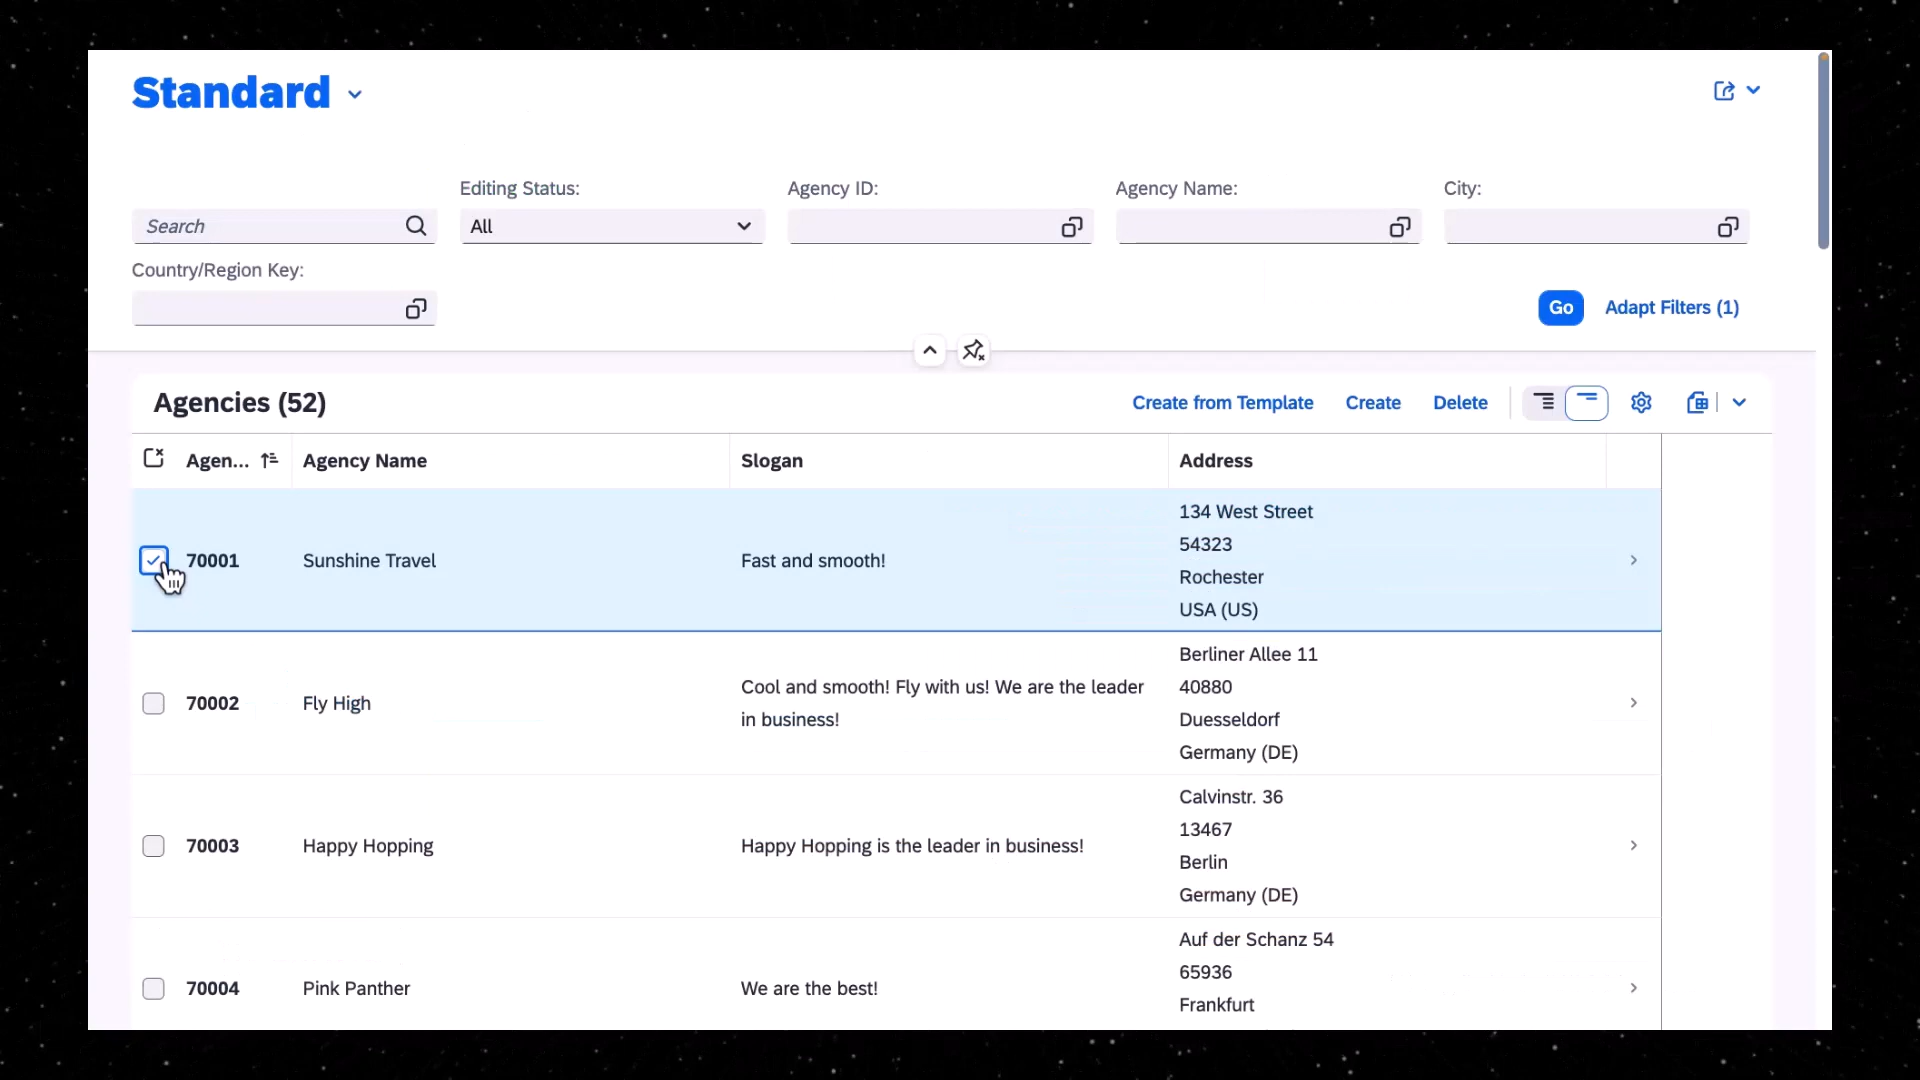 Standard
Editing Status:
Agency ID:
Agency Name:
City:
Search
All
Country/Region Key:
Go
Adapt Filters (1)
Agencies (52)
Create from Template
Create
Delete
Agen...
Agency Name
Slogan
Address
70001
Sunshine Travel
Fast and smooth!
134 West Street
54323
Rochester
USA (US)
70002
Fly High
Cool and smooth! Fly with us! We are the leader
in business!
Berliner Allee 11
40880
Duesseldorf
Germany (DE)
70003
Happy Hopping
Happy Hopping is the leader in business!
Calvinstr. 36
13467
Berlin
Germany (DE)
70004
Pink Panther
We are the best!
Auf der Schanz 54
65936
Frankfurt